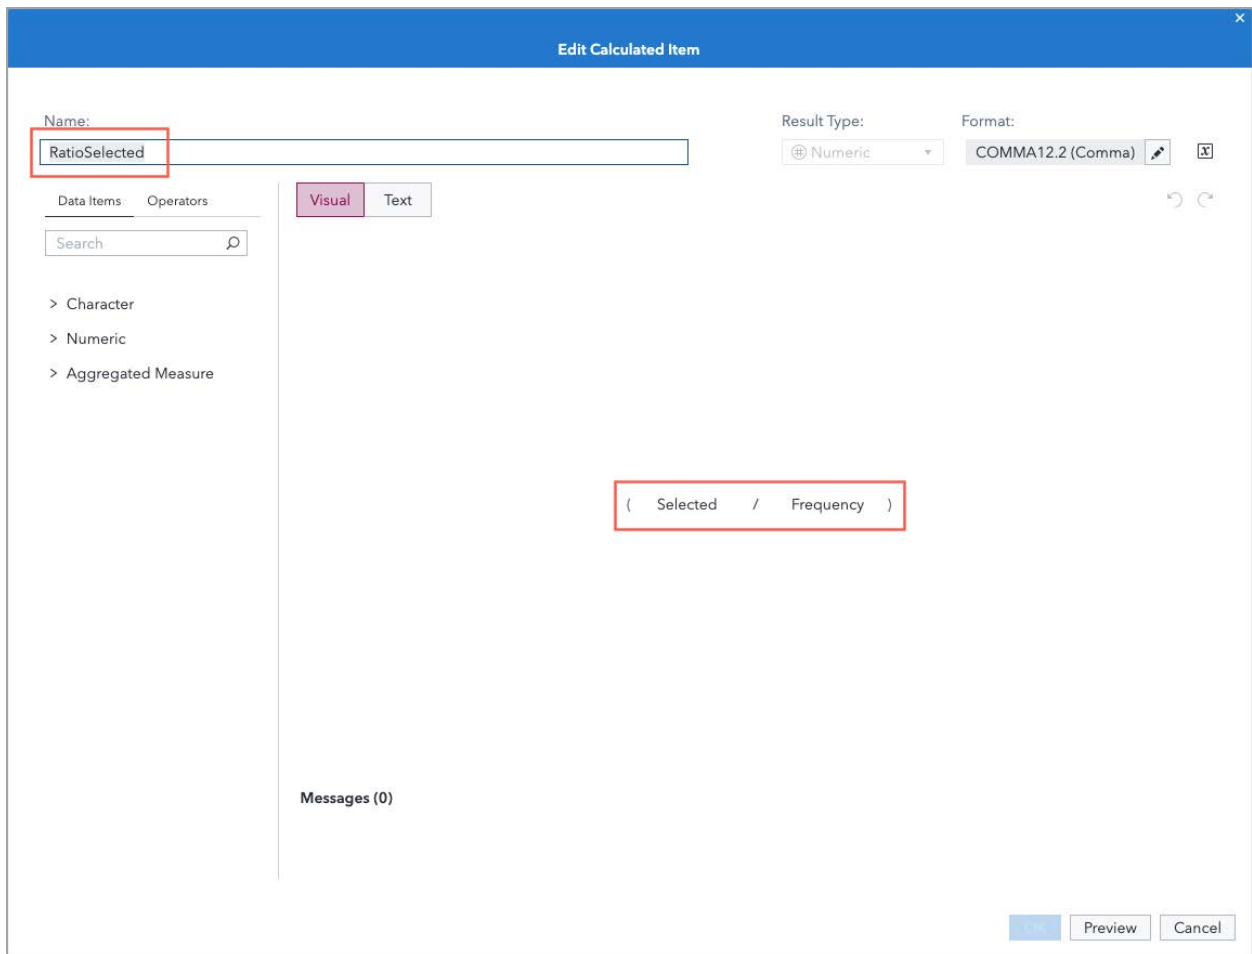 Edit Calculated Item
Name:
Result Type:
Format:
RatioSelected
Numeric
COMMA12.2 (Comma)
x
Data Items
Operators
Visual
Text
Search
> Character
> Numeric
> Aggregated Measure
( Selected / Frequency )
Messages (0)
OK
Preview
Cancel